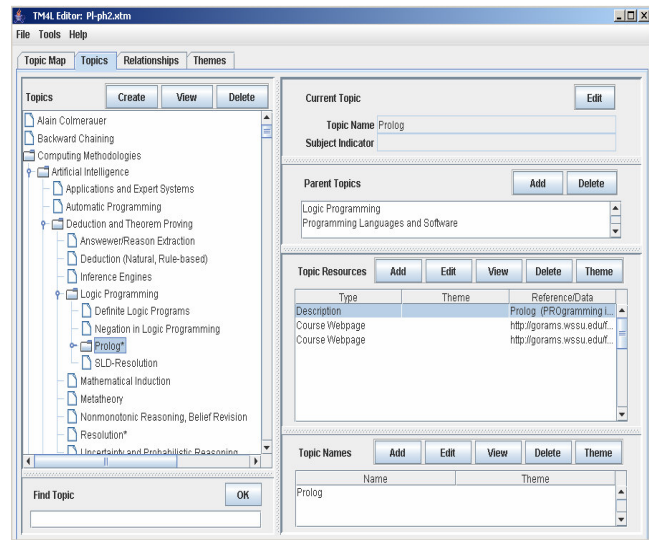 TM4L Editor: Pl-ph2.xtm
File Tools Help
Topic Map Topics Relationships Themes
Topics Create View Delete
Alain Colmerauer
Backward Chaining
Computing Methodologies
Artificial Intelligence
Applications and Expert Systems
Automatic Programming
Deduction and Theorem Proving
Answewer/Reason Extraction
Deduction (Natural, Rule-based)
Inference Engines
Logic Programming
Definite Logic Programs
Negation in Logic Programming
Prolog*
SLD-Resolution
Mathematical Induction
Metatheory
Nonmonotonic Reasoning, Belief Revision
Resolution*
Uncertainty and Probabilistic Reasoning
Find Topic OK
Current Topic Edit
Topic Name Prolog
Subject Indicator
Parent Topics Add Delete
Logic Programming
Programming Languages and Software
Topic Resources Add Edit View Delete Theme
Type Theme Reference/Data
Description Prolog (PROgramming i...
Course Webpage http://gorams.wssu.edu/f...
Course Webpage http://gorams.wssu.edu/f...
Topic Names Add Edit View Delete Theme
Name Theme
Prolog